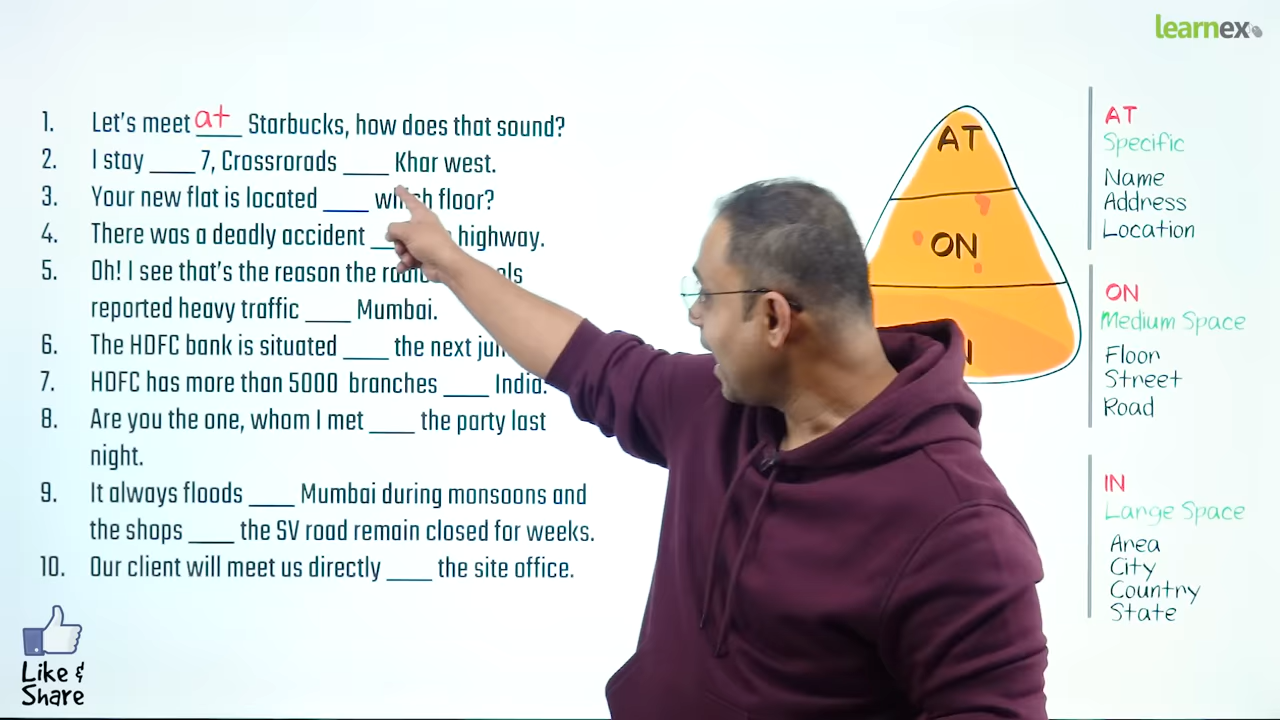 learnex
1. Let's meet at Starbucks, how does that sound?
2. I stay ____ 7, Crossrorads ____ Khar west.
3. Your new flat is located ____ which floor?
4. There was a deadly accident ____ highway.
5. Oh! I see that's the reason the
reported heavy traffic ____ Mumbai.
6. The HDFC bank is situated ____ the next
7. HDFC has more than 5000 branches ____ India.
8. Are you the one, whom I met ____ the party last
night.
9. It always floods ____ Mumbai during monsoons and
the shops ____ the SV road remain closed for weeks.
10. Our client will meet us directly ____ the site office.
Like &
Share
AT
ON
AT
Specific
Name
Address
Location
ON
Medium Space
Floor
Street
Road
IN
Large Space
Area
City
Country
State